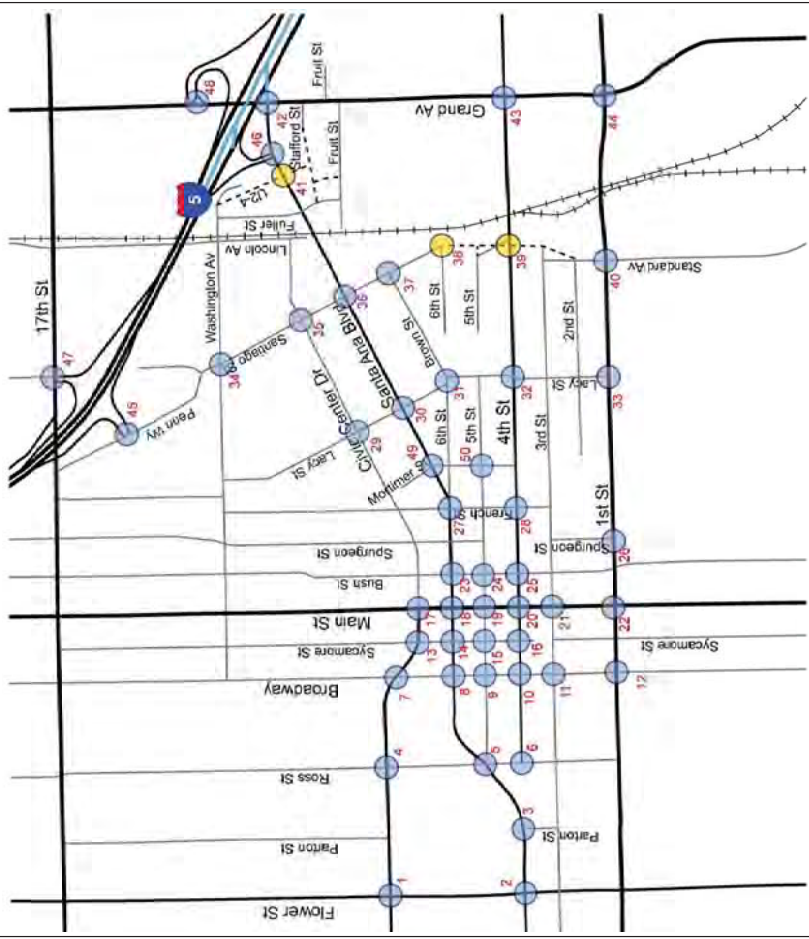 17th St
48
Fruit St
42
46
Stafford St
Fruit St
Grand Av
43
44
5
U24
41
Fuller St
Lincoln Av
Washington Av
38
39
Standard Av
40
37
36
35
6th St
5th St
2nd St
47
Santiago
34
Brown St
Santa Ana Blvd
Civic Center Dr
31
32
Lacy St
33
45
Penn Wy
30
29
Lacy St
6th St
5th St
4th St
3rd St
49
50
Mortimer St
27
French St
28
1st St
Spurgeon St
Spurgeon St
26
Bush St
23
24
25
Main St
17
18
19
20
21
22
Sycamore St
13
14
15
16
Sycamore St
Broadway
7
8
9
10
11
12
Ross St
4
5
6
Parton St
3
Parton St
Flower St
1
2